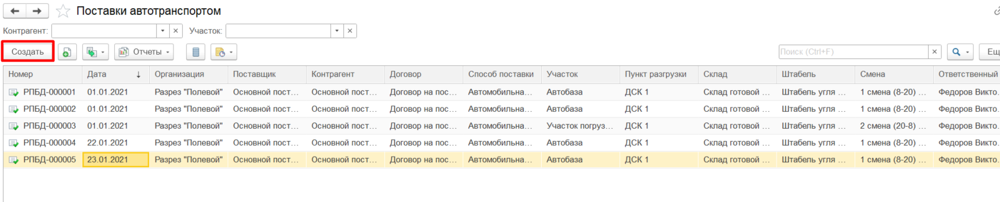 Поставки автотранспортом
Контрагент: Участок:
Создать Отчеты Поиск (Ctrl+F) Ещ
Номер Дата ↓ Организация Поставщик Контрагент Договор Способ поставки Участок Пункт разгрузки Склад Штабель Смена Ответственный
РПБД-000001 01.01.2021 Разрез "Полевой" Основной пост... Основной пост... Договор на пос... Автомобильна... Автобаза ДСК 1 Склад готовой ... Штабель угля ... 1 смена (8-20) ... Федоров Викто.
РПБД-000002 01.01.2021 Разрез "Полевой" Основной пост... Основной пост... Договор на пос... Автомобильна... Автобаза ДСК 1 Склад готовой ... Штабель угля ... 1 смена (8-20) ... Федоров Викто.
РПБД-000003 01.01.2021 Разрез "Полевой" Основной пост... Основной пост... Договор на пос... Автомобильна... Участок погруз... ДСК 1 Склад готовой ... Штабель угля ... 2 смена (20-8) ... Федоров Викто.
РПБД-000004 22.01.2021 Разрез "Полевой" Основной пост... Основной пост... Договор на пос... Автомобильна... Автобаза ДСК 1 Склад готовой ... Штабель угля ... 1 смена (8-20) ... Федоров Викто.
РПБД-000005 23.01.2021 Разрез "Полевой" Основной пост... Основной пост... Договор на пос... Автомобильна... Автобаза ДСК 1 Склад готовой ... Штабель угля ... 1 смена (8-20) ... Федоров Викто.